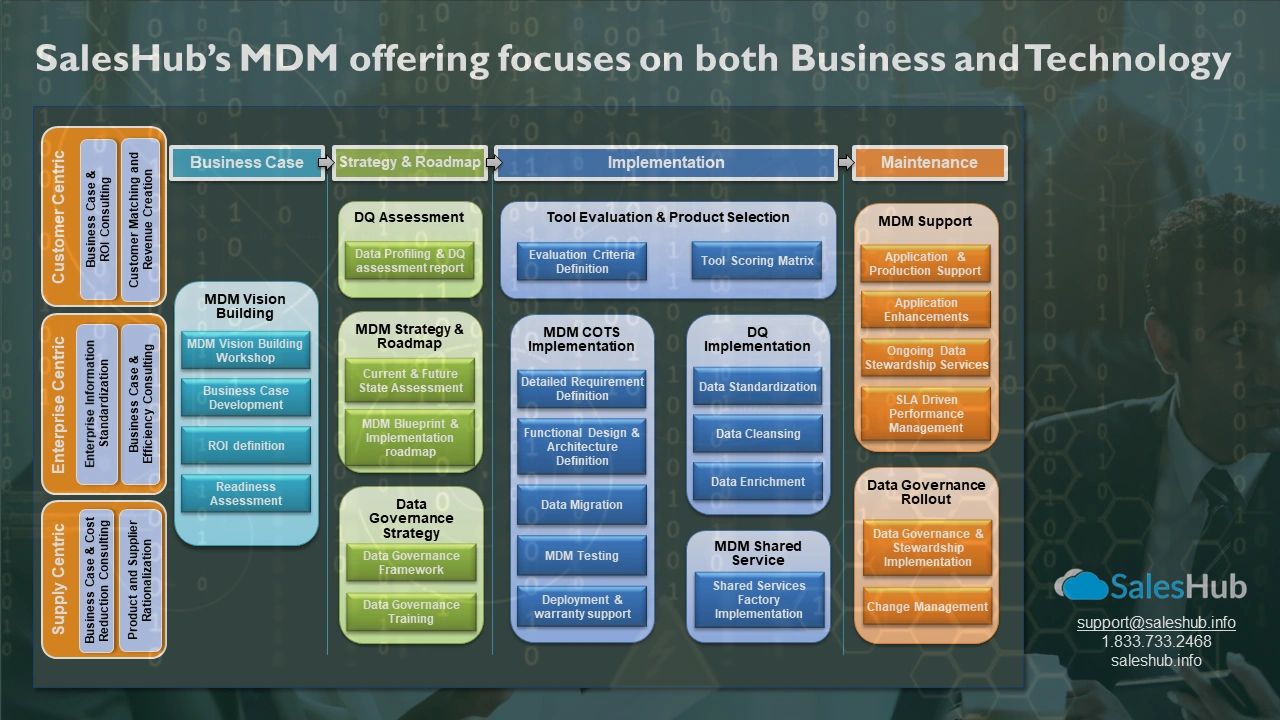 SalesHub's MDM offering focuses on both Business and Technology
Customer Centric
Business Case &
ROI Consulting
Customer Matching and
Revenue Creation
Enterprise Centric
Enterprise Information
Standardization
Business Case &
Efficiency Consulting
Supply Centric
Business Case & Cost
Reduction Consulting
Product and Supplier
Rationalization
Business Case
Strategy & Roadmap
Implementation
Maintenance
MDM Vision
Building
MDM Vision Building
Workshop
Business Case
Development
ROI definition
Readiness
Assessment
DQ Assessment
Data Profiling & DQ
assessment report
MDM Strategy &
Roadmap
Current & Future
State Assessment
MDM Blueprint &
Implementation
roadmap
Data
Governance
Strategy
Data Governance
Framework
Data Governance
Training
Tool Evaluation & Product Selection
Evaluation Criteria
Definition
Tool Scoring Matrix
MDM COTS
Implementation
Detailed Requirement
Definition
Functional Design &
Architecture
Definition
Data Migration
MDM Testing
Deployment &
warranty support
DQ
Implementation
Data Standardization
Data Cleansing
Data Enrichment
MDM Shared
Service
Shared Services
Factory
Implementation
MDM Support
Application &
Production Support
Application
Enhancements
Ongoing Data
Stewardship Services
SLA Driven
Performance
Management
Data Governance
Rollout
Data Governance &
Stewardship
Implementation
Change Management
SalesHub
support@saleshub.info
1.833.733.2468
saleshub.info